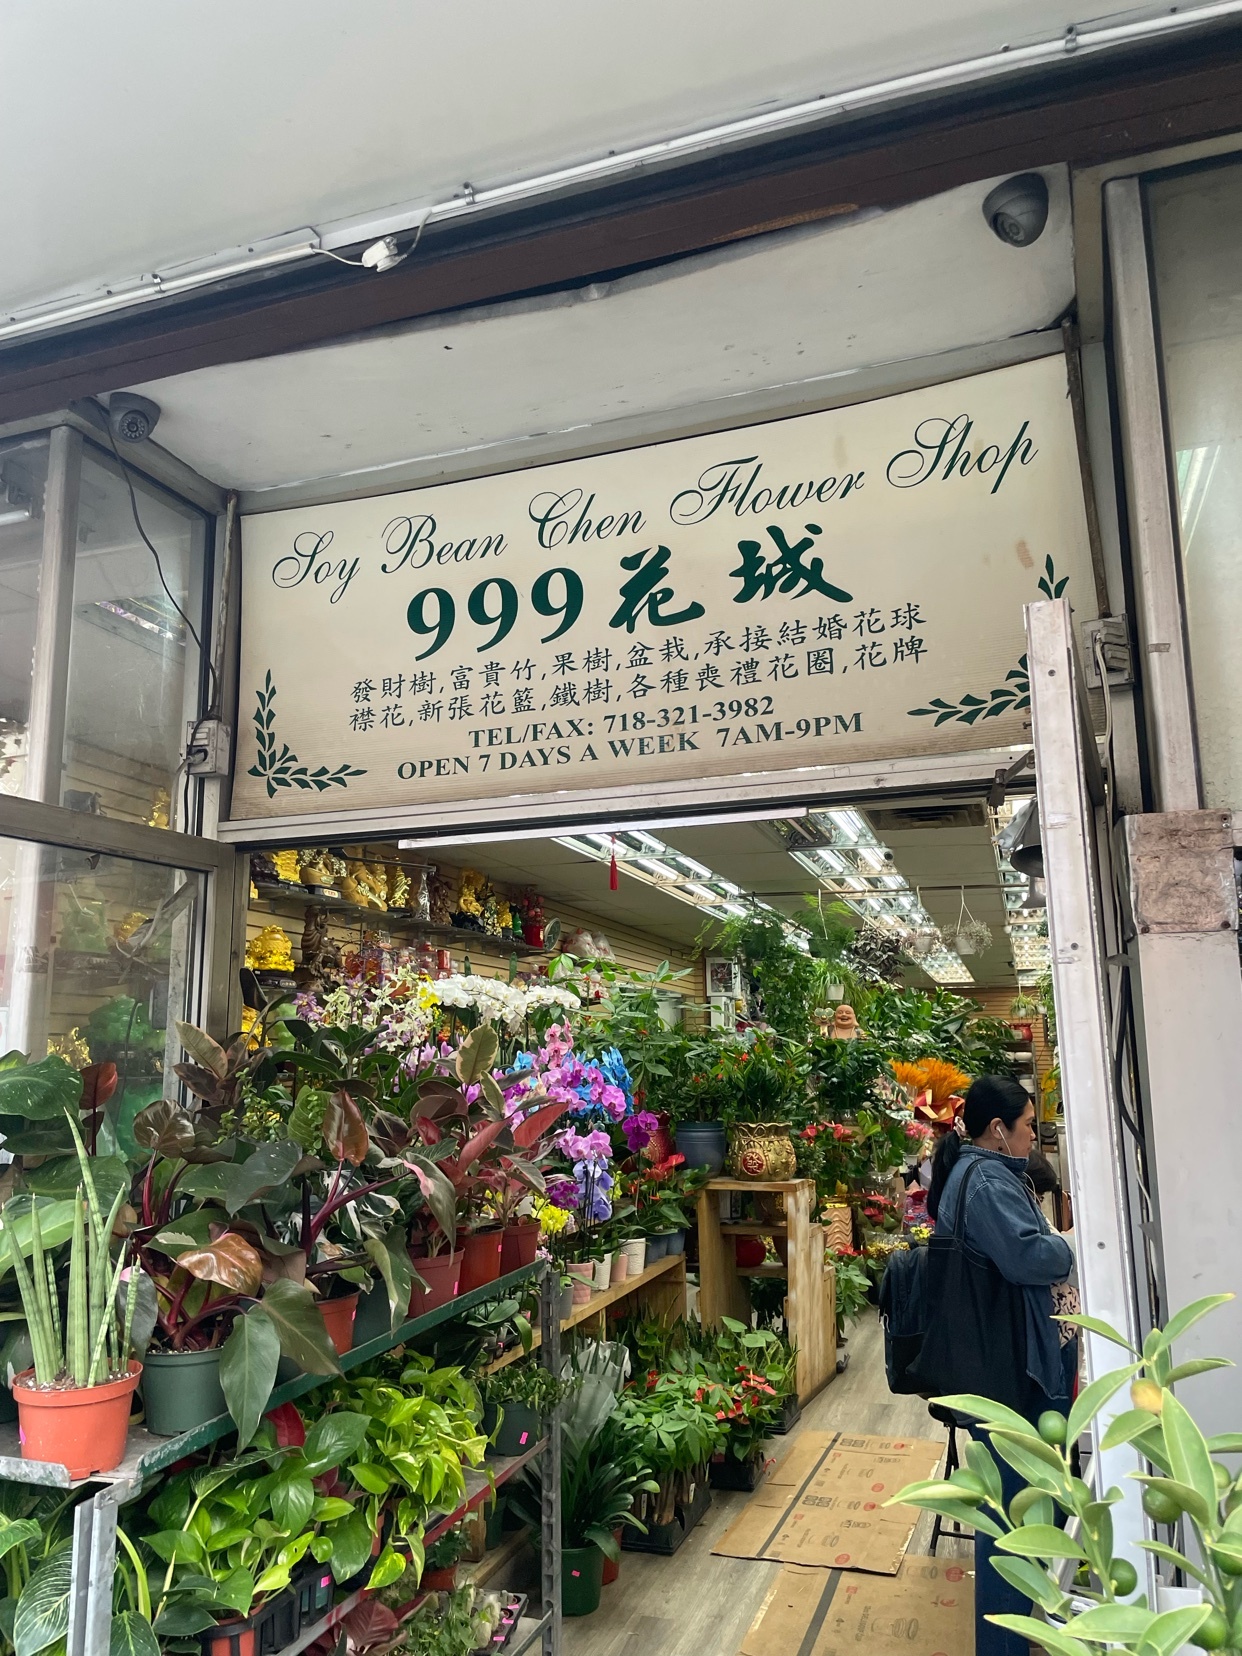 Soy Bean Chen Flower Shop
999花城
發財樹,富貴竹,果樹,盆栽,承接結婚花球
襟花,新張花籃,鐵樹,各種喪禮花圈,花牌
TEL/FAX: 718-321-3982
OPEN 7 DAYS A WEEK 7AM-9PM
發